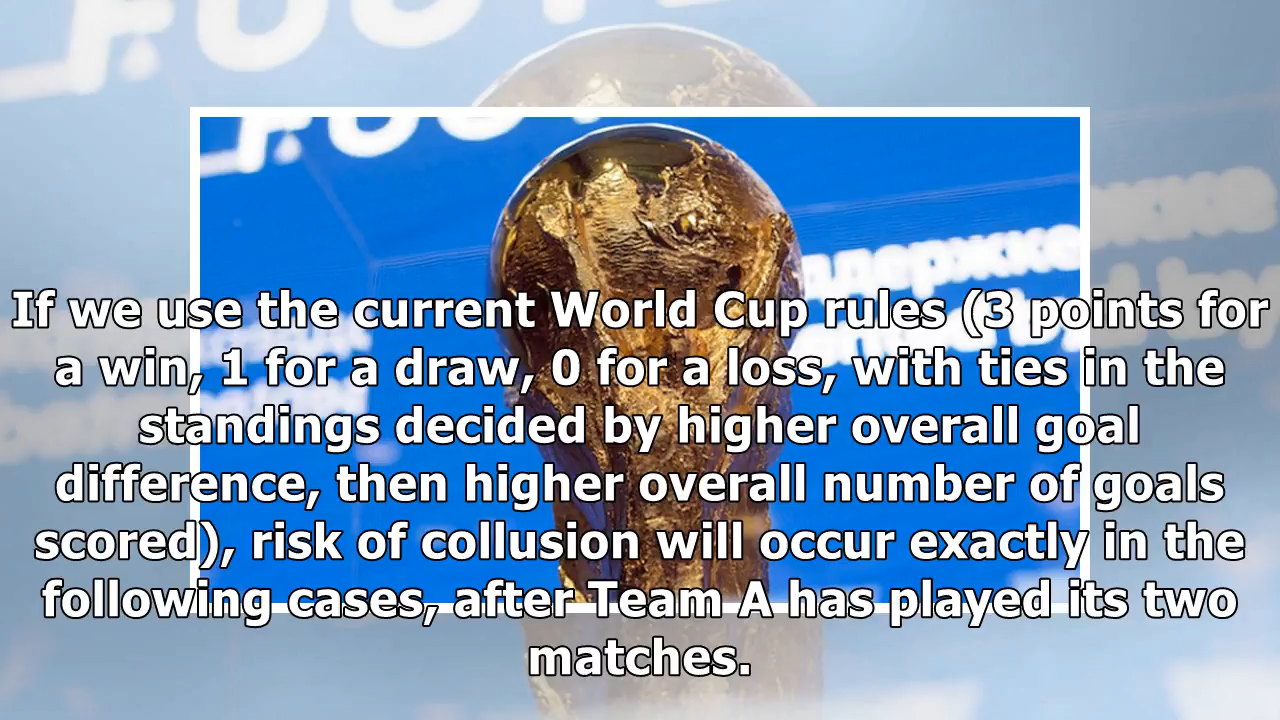 FOOT
If we use the current World Cup rules (3 points for
a win, 1 for a draw, 0 for a loss, with ties in the
standings decided by higher overall goal
difference, then higher overall number of goals
scored), risk of collusion will occur exactly in the
following cases, after Team A has played its two
matches.